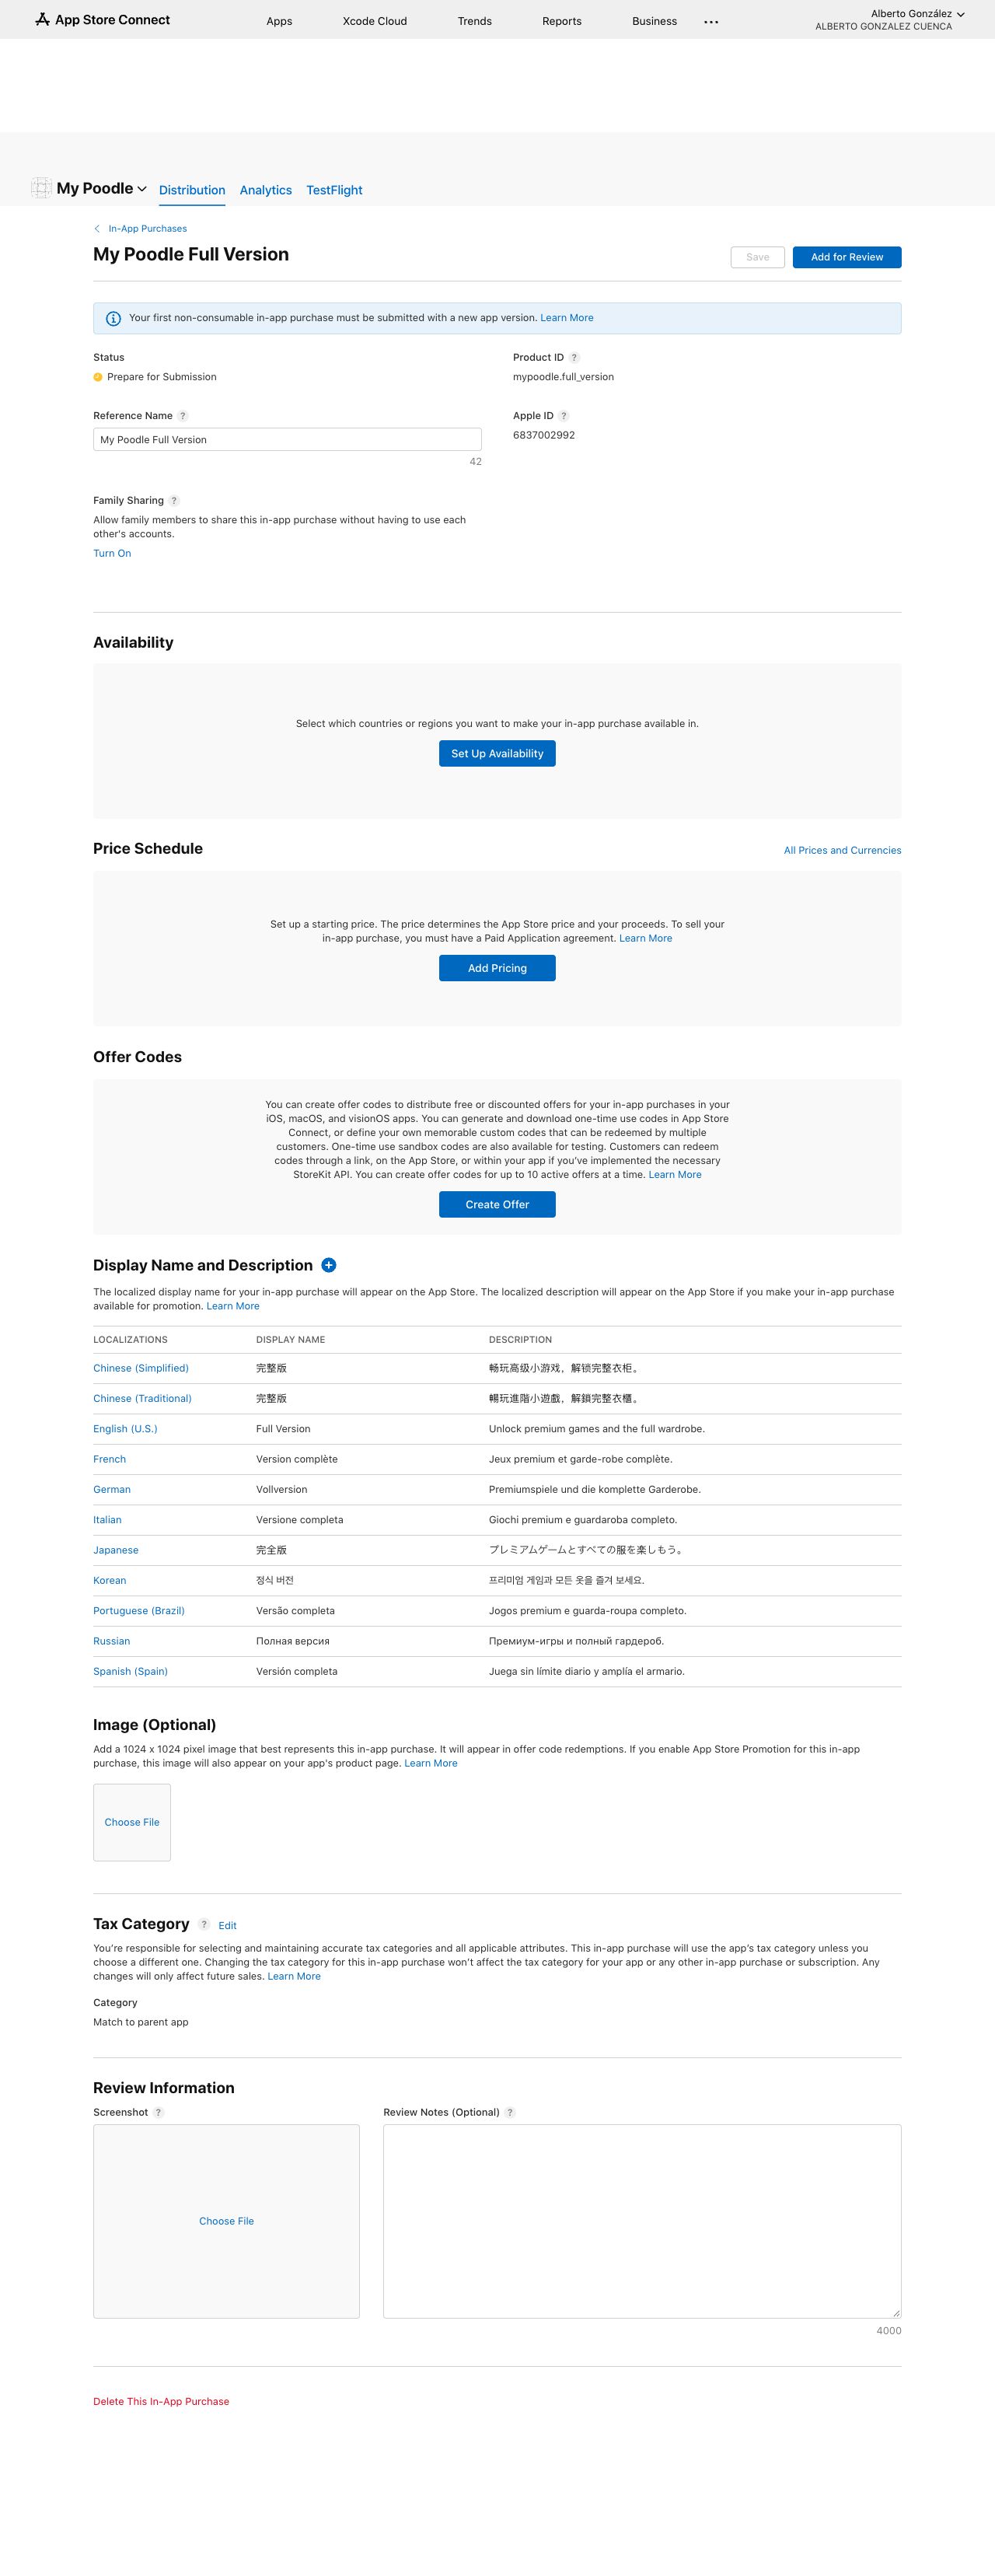 App Store Connect
Apps
Xcode Cloud
Trends
Reports
Business
•••
Alberto González
ALBERTO GONZALEZ CUENCA
My Poodle
Distribution
Analytics
TestFlight
In-App Purchases
My Poodle Full Version
Save
Add for Review
Your first non-consumable in-app purchase must be submitted with a new app version. Learn More
Status
Prepare for Submission
Product ID ?
mypoodle.full_version
Reference Name ?
My Poodle Full Version
42
Apple ID ?
6837002992
Family Sharing ?
Allow family members to share this in-app purchase without having to use each
other's accounts.
Turn On
Availability
Select which countries or regions you want to make your in-app purchase available in.
Set Up Availability
Price Schedule
All Prices and Currencies
Set up a starting price. The price determines the App Store price and your proceeds. To sell your
in-app purchase, you must have a Paid Application agreement. Learn More
Add Pricing
Offer Codes
You can create offer codes to distribute free or discounted offers for your in-app purchases in your
iOS, macOS, and visionOS apps. You can generate and download one-time use codes in App Store
Connect, or define your own memorable custom codes that can be redeemed by multiple
customers. One-time use sandbox codes are also available for testing. Customers can redeem
codes through a link, on the App Store, or within your app if you've implemented the necessary
StoreKit API. You can create offer codes for up to 10 active offers at a time. Learn More
Create Offer
Display Name and Description
The localized display name for your in-app purchase will appear on the App Store. The localized description will appear on the App Store if you make your in-app purchase
available for promotion. Learn More
LOCALIZATIONS DISPLAY NAME DESCRIPTION
Chinese (Simplified) 完整版 畅玩高级小游戏，解锁完整衣柜。
Chinese (Traditional) 完整版 暢玩進階小遊戲，解鎖完整衣櫃。
English (U.S.) Full Version Unlock premium games and the full wardrobe.
French Version complète Jeux premium et garde-robe complète.
German Vollversion Premiumspiele und die komplette Garderobe.
Italian Versione completa Giochi premium e guardaroba completo.
Japanese 完全版 プレミアムゲームとすべての服を楽しもう。
Korean 정식 버전 프리미엄 게임과 모든 옷을 즐겨 보세요.
Portuguese (Brazil) Versão completa Jogos premium e guarda-roupa completo.
Russian Полная версия Премиум-игры и полный гардероб.
Spanish (Spain) Versión completa Juega sin límite diario y amplía el armario.
Image (Optional)
Add a 1024 x 1024 pixel image that best represents this in-app purchase. It will appear in offer code redemptions. If you enable App Store Promotion for this in-app
purchase, this image will also appear on your app's product page. Learn More
Choose File
Tax Category ? Edit
You're responsible for selecting and maintaining accurate tax categories and all applicable attributes. This in-app purchase will use the app's tax category unless you
choose a different one. Changing the tax category for this in-app purchase won't affect the tax category for your app or any other in-app purchase or subscription. Any
changes will only affect future sales. Learn More
Category
Match to parent app
Review Information
Screenshot ?
Choose File
Review Notes (Optional) ?
4000
Delete This In-App Purchase